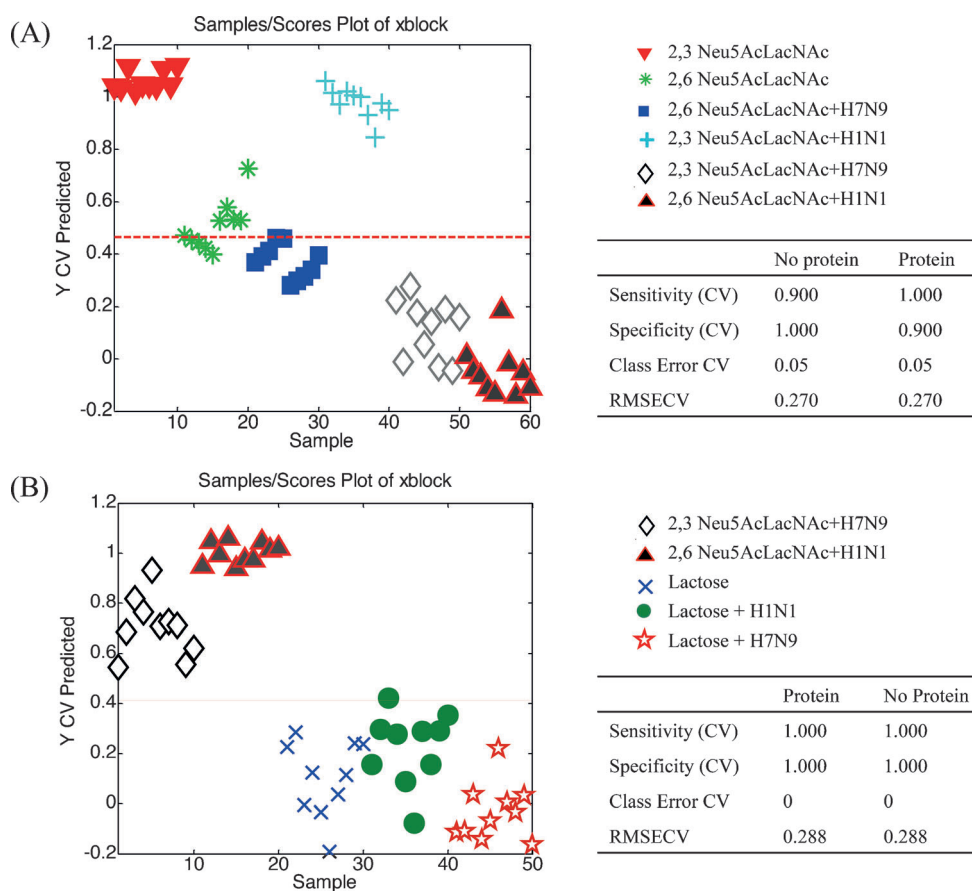 (A)
Samples/Scores Plot of xblock
Y CV Predicted
1.2
1
0.8
0.6
0.4
0.2
0
-0.2
10 20 30 40 50 60
Sample
2,3 Neu5AcLacNAc
2,6 Neu5AcLacNAc
2,6 Neu5AcLacNAc+H7N9
2,3 Neu5AcLacNAc+H1N1
2,3 Neu5AcLacNAc+H7N9
2,6 Neu5AcLacNAc+H1N1
No protein Protein
Sensitivity (CV) 0.900 1.000
Specificity (CV) 1.000 0.900
Class Error CV 0.05 0.05
RMSECV 0.270 0.270
(B)
Samples/Scores Plot of xblock
Y CV Predicted
1.2
1
0.8
0.6
0.4
0.2
0
-0.2
10 20 30 40 50
Sample
2,3 Neu5AcLacNAc+H7N9
2,6 Neu5AcLacNAc+H1N1
Lactose
Lactose + H1N1
Lactose + H7N9
Protein No Protein
Sensitivity (CV) 1.000 1.000
Specificity (CV) 1.000 1.000
Class Error CV 0 0
RMSECV 0.288 0.288